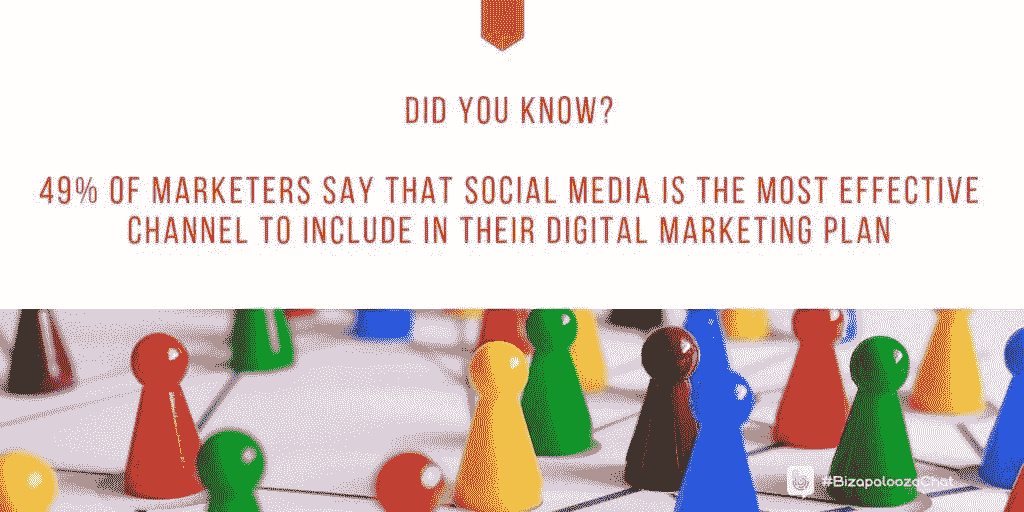 DID YOU KNOW?
49% OF MARKETERS SAY THAT SOCIAL MEDIA IS THE MOST EFFECTIVE
CHANNEL TO INCLUDE IN THEIR DIGITAL MARKETING PLAN
#BizapaloozaChat